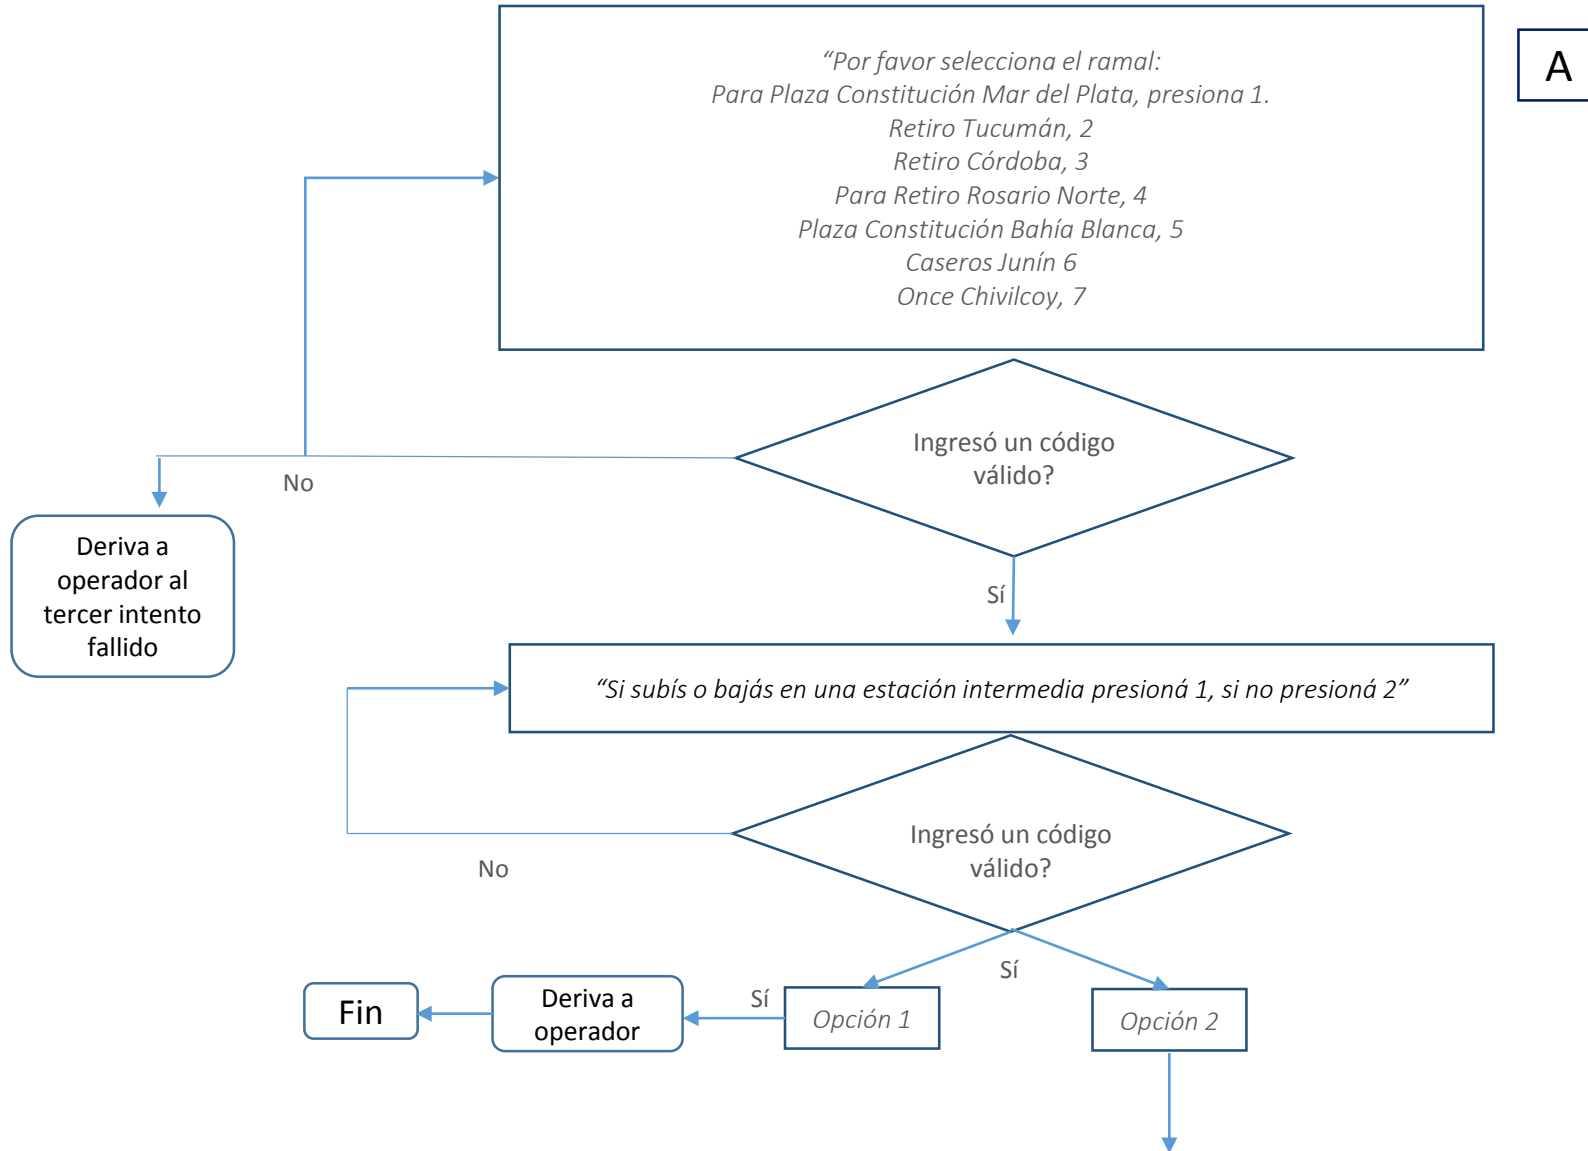 “Por favor selecciona el ramal:
Para Plaza Constitución Mar del Plata, presiona 1.
Retiro Tucumán, 2
Retiro Córdoba, 3
Para Retiro Rosario Norte, 4
Plaza Constitución Bahía Blanca, 5
Caseros Junín 6
Once Chivilcoy, 7
A
Ingresó un código
válido?
No
Deriva a
operador al
tercer intento
fallido
Sí
“Si subís o bajás en una estación intermedia presioná 1, si no presioná 2”
Ingresó un código
válido?
No
Sí
Fin
Deriva a
operador
Sí
Opción 1
Opción 2